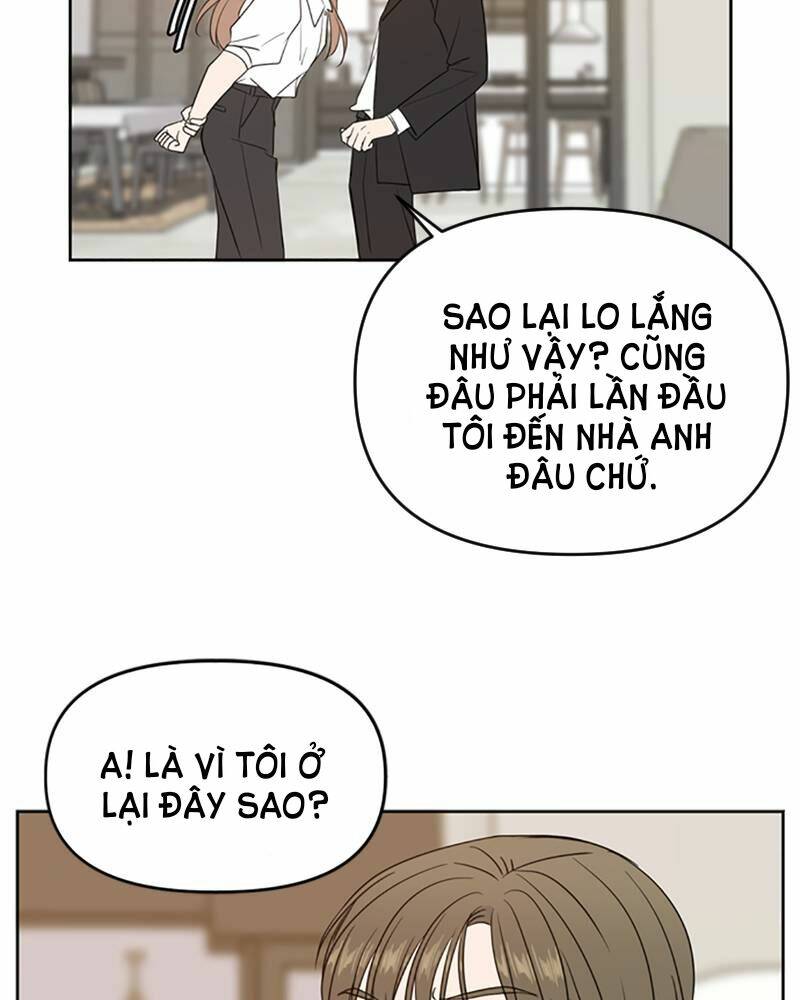 SAO LẠI LO LẮNG
NHƯ VẬY? CŨNG
ĐÂU PHẢI LẦN ĐẦU
TÔI ĐẾN NHÀ ANH
ĐÂU CHỨ.
A! LÀ VÌ TÔI Ở
LẠI ĐÂY SAO?